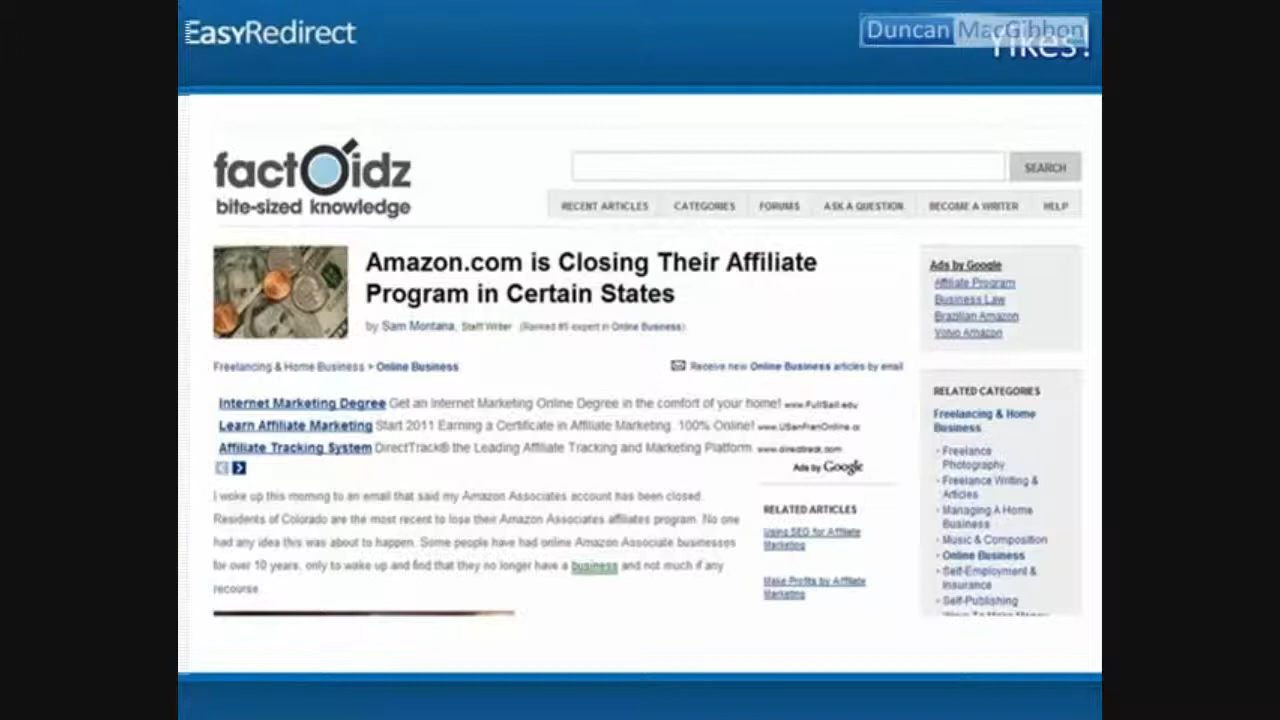 EasyRedirect
Duncan MacGibbon
Yikes!
factoidz
bite-sized knowledge
SEARCH
RECENT ARTICLES CATEGORIES FORUMS ASK A QUESTION BECOME A WRITER HELP
Amazon.com is Closing Their Affiliate
Program in Certain States
by Sam Montana, Staff Writer (Ranked #5 expert in Online Business)
Freelancing & Home Business > Online Business
Receive new Online Business articles by email
Internet Marketing Degree Get an Internet Marketing Online Degree in the comfort of your home! www.FullSail.edu
Learn Affiliate Marketing Start 2011 Earning a Certificate in Affiliate Marketing. 100% Online! www.USanFranOnline.cc
Affiliate Tracking System DirectTrack® the Leading Affiliate Tracking and Marketing Platform. www.directtrack.com
Ads by Google
I woke up this morning to an email that said my Amazon Associates account has been closed.
Residents of Colorado are the most recent to lose their Amazon Associates affiliates program. No one
had any idea this was about to happen. Some people have had online Amazon Associate businesses
for over 10 years, only to wake up and find that they no longer have a business and not much if any
recourse.
RELATED ARTICLES
Using SEO for Affiliate
Marketing
Make Profits by Affiliate
Marketing
Ads by Google
Affiliate Program
Business Law
Brazilian Amazon
Volvo Amazon
RELATED CATEGORIES
Freelancing & Home
Business
- Freelance
Photography
- Freelance Writing &
Articles
- Managing A Home
Business
- Music & Composition
- Online Business
- Self-Employment &
Insurance
- Self-Publishing